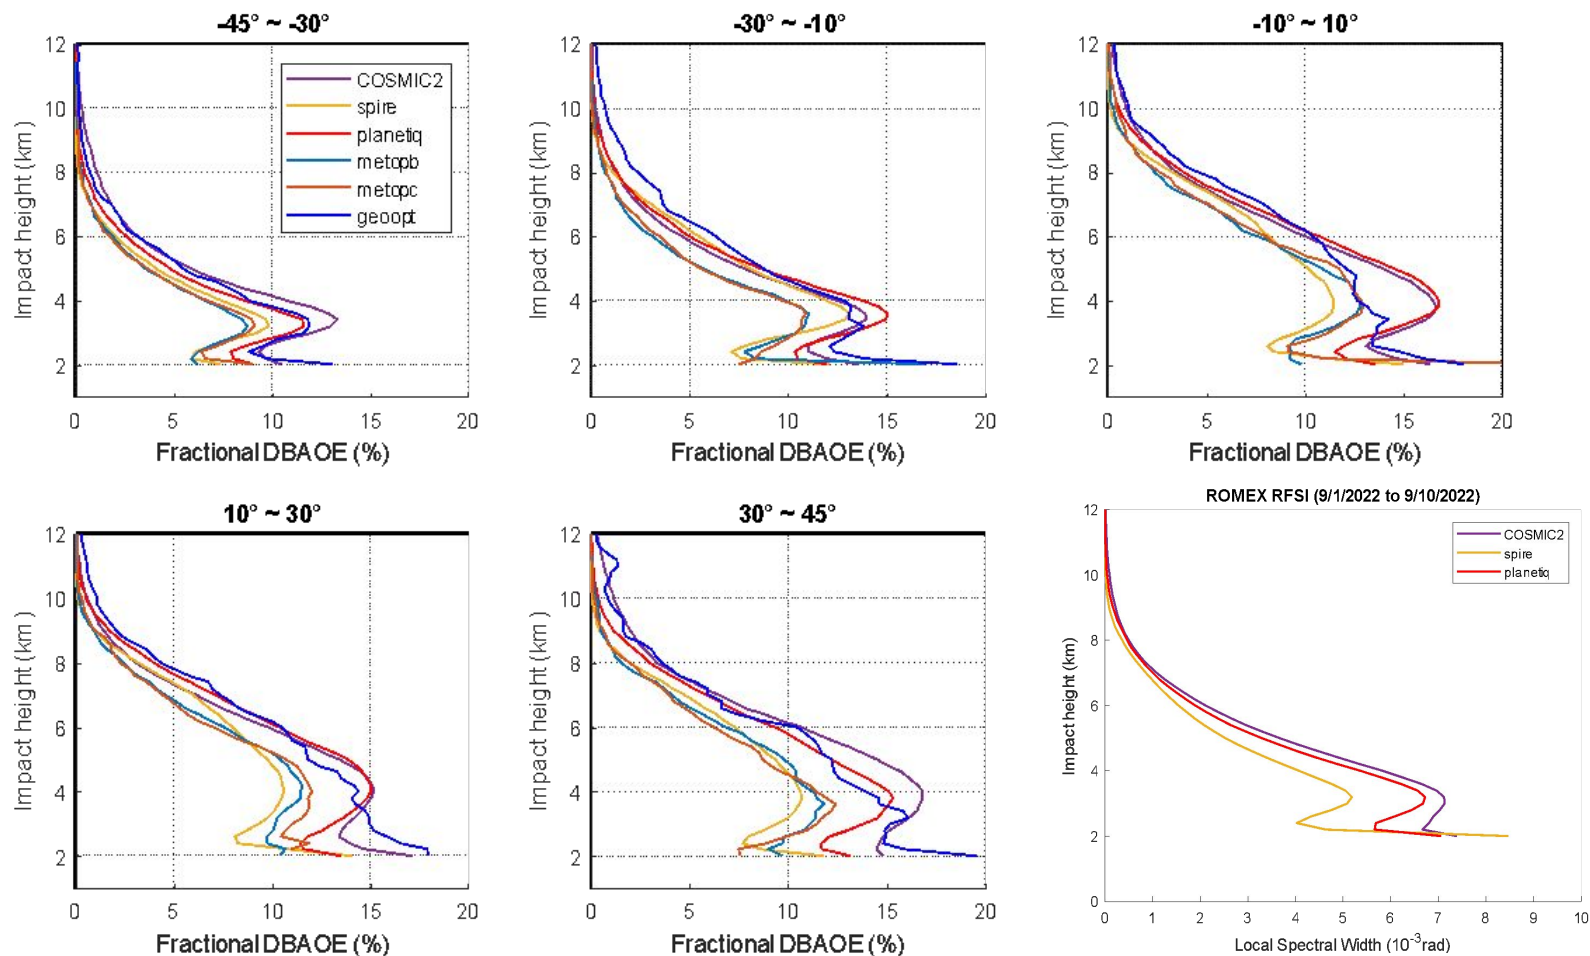 -45° ~ -30°
12
10
8
6
4
2
0 5 10 15 20
Impact height (km)
Fractional DBAOE (%)
COSMIC2
spire
planetiq
metopb
metopc
geoopt
-30° ~ -10°
12
10
8
6
4
2
0 5 10 15 20
Impact height (km)
Fractional DBAOE (%)
-10° ~ 10°
12
10
8
6
4
2
0 5 10 15 20
Impact height (km)
Fractional DBAOE (%)
10° ~ 30°
12
10
8
6
4
2
0 5 10 15 20
Impact height (km)
Fractional DBAOE (%)
30° ~ 45°
12
10
8
6
4
2
0 5 10 15 20
Impact height (km)
Fractional DBAOE (%)
ROMEX RFSI (9/1/2022 to 9/10/2022)
COSMIC2
spire
planetiq
12
10
8
6
4
2
0
0 1 2 3 4 5 6 7 8 9 10
Impact height (km)
Local Spectral Width (10⁻³rad)